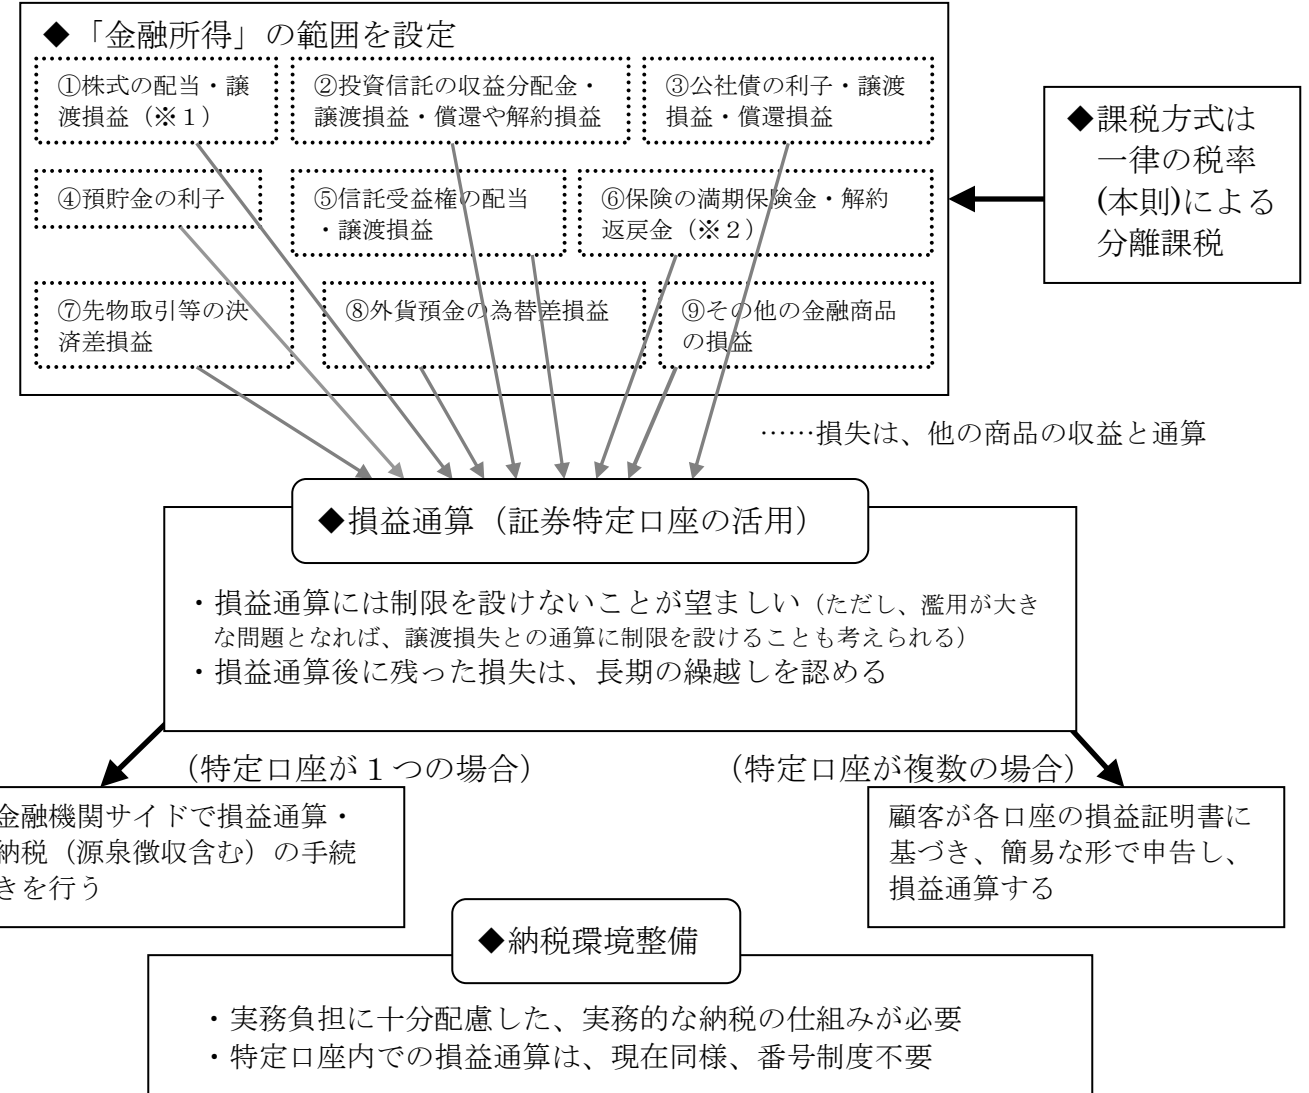 ◆「金融所得」の範囲を設定
①株式の配当・譲
渡損益（※１）
②投資信託の収益分配金・
譲渡損益・償還や解約損益
③公社債の利子・譲渡
損益・償還損益
④預貯金の利子
⑤信託受益権の配当
・譲渡損益
⑥保険の満期保険金・解約
返戻金（※２）
⑦先物取引等の決
済差損益
⑧外貨預金の為替差損益
⑨その他の金融商品
の損益
◆課税方式は
一律の税率
(本則)による
分離課税
……損失は、他の商品の収益と通算
◆損益通算（証券特定口座の活用）
・損益通算には制限を設けないことが望ましい（ただし、濫用が大き
な問題となれば、譲渡損失との通算に制限を設けることも考えられる）
・損益通算後に残った損失は、長期の繰越しを認める
（特定口座が１つの場合）
（特定口座が複数の場合）
金融機関サイドで損益通算・
納税（源泉徴収含む）の手続
きを行う
顧客が各口座の損益証明書に
基づき、簡易な形で申告し、
損益通算する
◆納税環境整備
・実務負担に十分配慮した、実務的な納税の仕組みが必要
・特定口座内での損益通算は、現在同様、番号制度不要